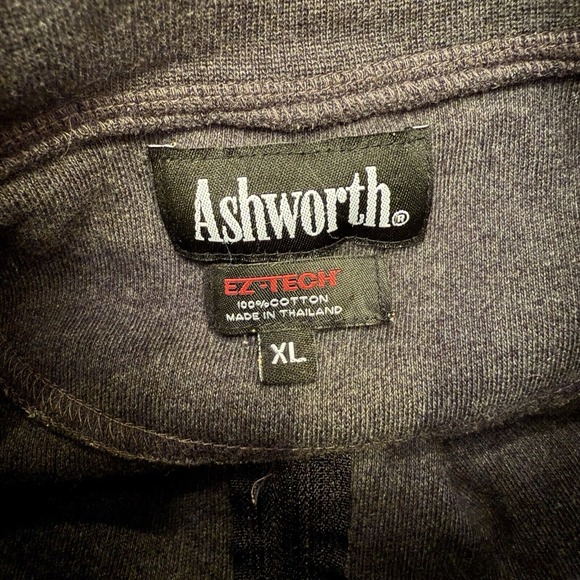 Ashworth®
EZ-TECH
100%COTTON
MADE IN THAILAND
XL